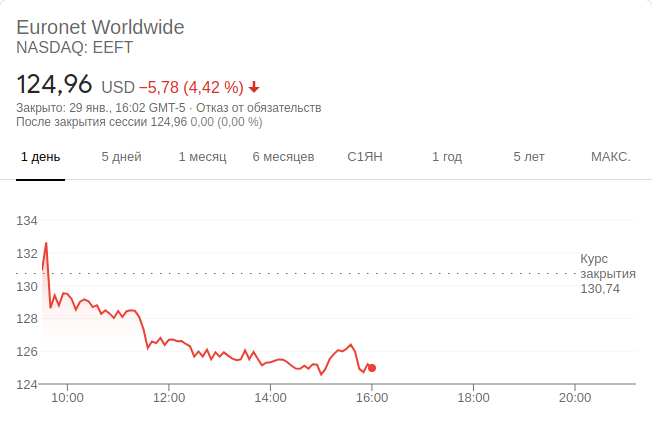 Euronet Worldwide
NASDAQ: EEFT
124,96 USD −5,78 (4,42 %)
Закрыто: 29 янв., 16:02 GMT-5 · Отказ от обязательств
После закрытия сессии 124,96 0,00 (0,00 %)
1 день 5 дней 1 месяц 6 месяцев С1ЯН 1 год 5 лет МАКС.
134
132
130
128
126
124
Курс
закрытия
130,74
10:00 12:00 14:00 16:00 18:00 20:00